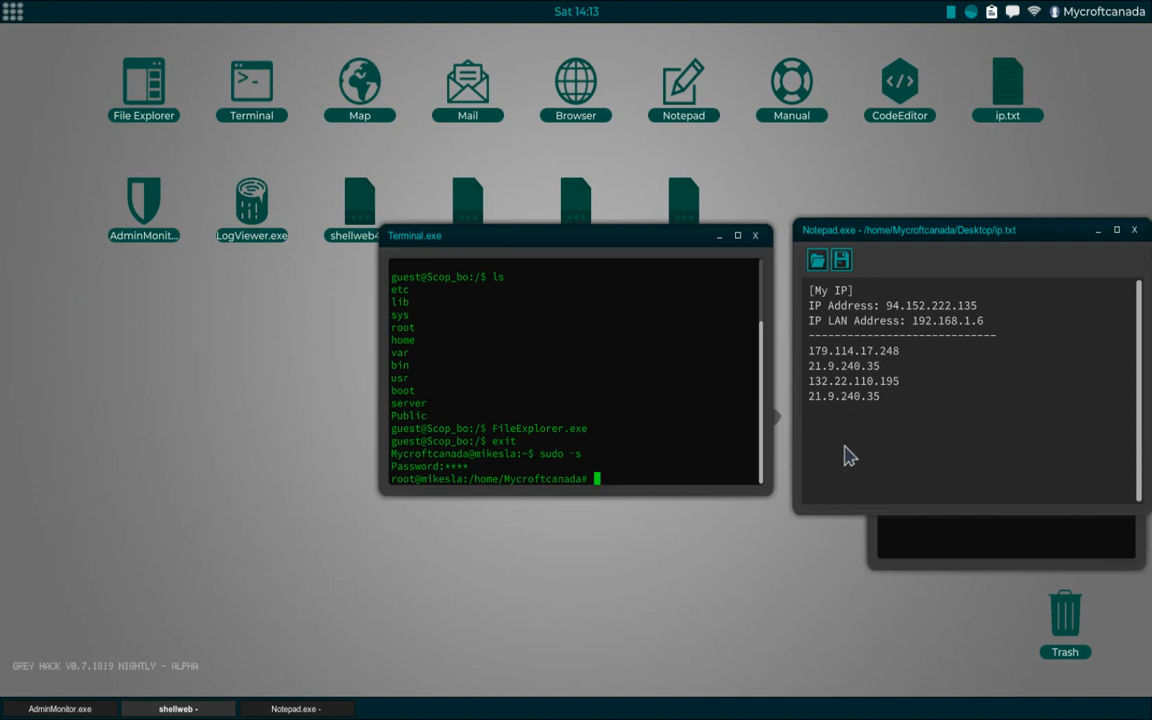 Sat 14:13
Mycroftcanada
File Explorer
Terminal
Map
Mail
Browser
Notepad
Manual
CodeEditor
ip.txt
AdminMonit...
LogViewer.exe
Terminal.exe
guest@Scop_bo:/$ ls
etc
lib
sys
root
home
var
bin
usr
boot
server
Public
guest@Scop_bo:/$ FileExplorer.exe
guest@Scop_bo:/$ exit
Mycroftcanada@mikesla:~$ sudo -s
Password:****
root@mikesla:/home/Mycroftcanada#
Notepad.exe - /home/Mycroftcanada/Desktop/ip.txt
[My IP]
IP Address: 94.152.222.135
IP LAN Address: 192.168.1.6
-----------------------------
179.114.17.248
21.9.240.35
132.22.110.195
21.9.240.35
Trash
GREY HACK V0.7.1819 NIGHTLY - ALPHA
AdminMonitor.exe
shellweb -
Notepad.exe -